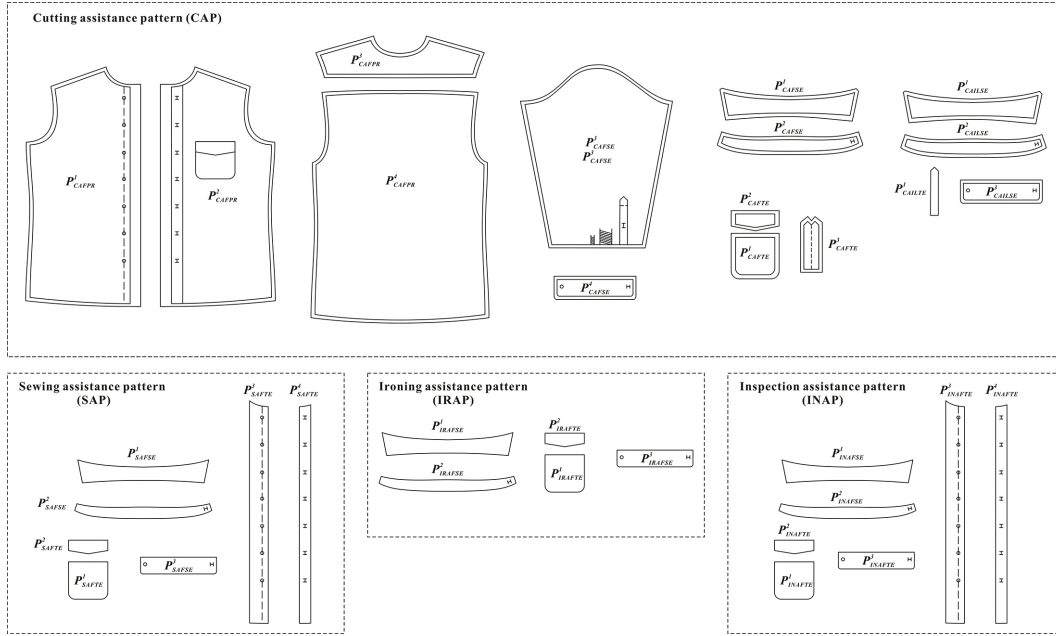 Cutting assistance pattern (CAP)
P¹CAFPR
P²CAFPR
P³CAFPR
P⁴CAFPR
P³CAFSE
P³CAFSE
P⁴CAFSE
P¹CAFSE
P²CAFSE
P²CAFTE
P¹CAFTE
P³CAFTE
P¹CAILSE
P²CAILSE
P¹CAILTE
P³CAILSE
Sewing assistance pattern
(SAP)
P³SAFTE
P⁴SAFTE
P¹SAFSE
P²SAFSE
P²SAFTE
P¹SAFTE
P³SAFSE
Ironing assistance pattern
(IRAP)
P¹IRAFSE
P²IRAFSE
P²IRAFTE
P¹IRAFTE
P³IRAFSE
Inspection assistance pattern
(INAP)
P³INAFTE
P⁴INAFTE
P¹INAFSE
P²INAFSE
P²INAFTE
P¹INAFTE
P³INAFTE